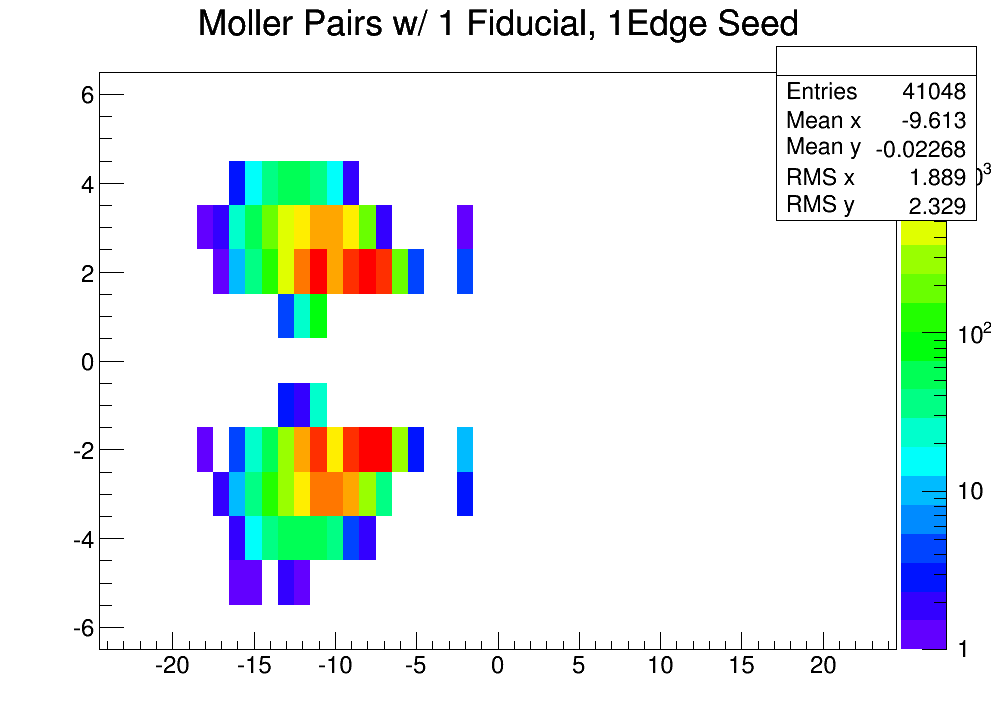 Moller Pairs w/ 1 Fiducial, 1Edge Seed
Entries 41048
Mean x -9.613
Mean y -0.02268
RMS x 1.889
RMS y 2.329
6
4
2
0
-2
-4
-6
-20 -15 -10 -5 0 5 10 15 20
10²
10
1